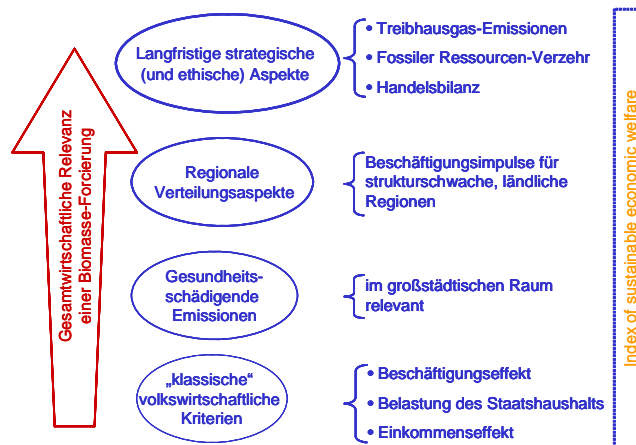 Gesamtwirtschaftliche Relevanz
einer Biomasse-Forcierung
Langfristige strategische
(und ethische) Aspekte
• Treibhausgas-Emissionen
• Fossiler Ressourcen-Verzehr
• Handelsbilanz
Regionale
Verteilungsaspekte
Beschäftigungsimpulse für
strukturschwache, ländliche
Regionen
Gesundheits-
schädigende
Emissionen
im großstädtischen Raum
relevant
„klassische“
volkswirtschaftliche
Kriterien
• Beschäftigungseffekt
• Belastung des Staatshaushalts
• Einkommenseffekt
Index of sustainable economic welfare